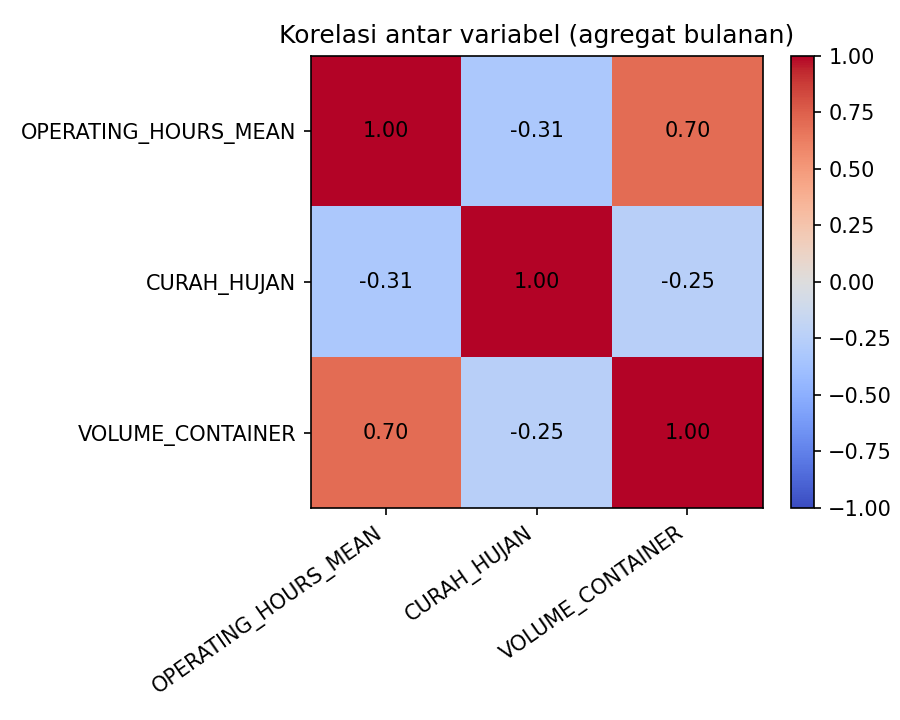 Korelasi antar variabel (agregat bulanan)
OPERATING_HOURS_MEAN 1.00 -0.31 0.70
CURAH_HUJAN -0.31 1.00 -0.25
VOLUME_CONTAINER 0.70 -0.25 1.00
OPERATING_HOURS_MEAN
CURAH_HUJAN
VOLUME_CONTAINER
1.00
0.75
0.50
0.25
0.00
−0.25
−0.50
−0.75
−1.00